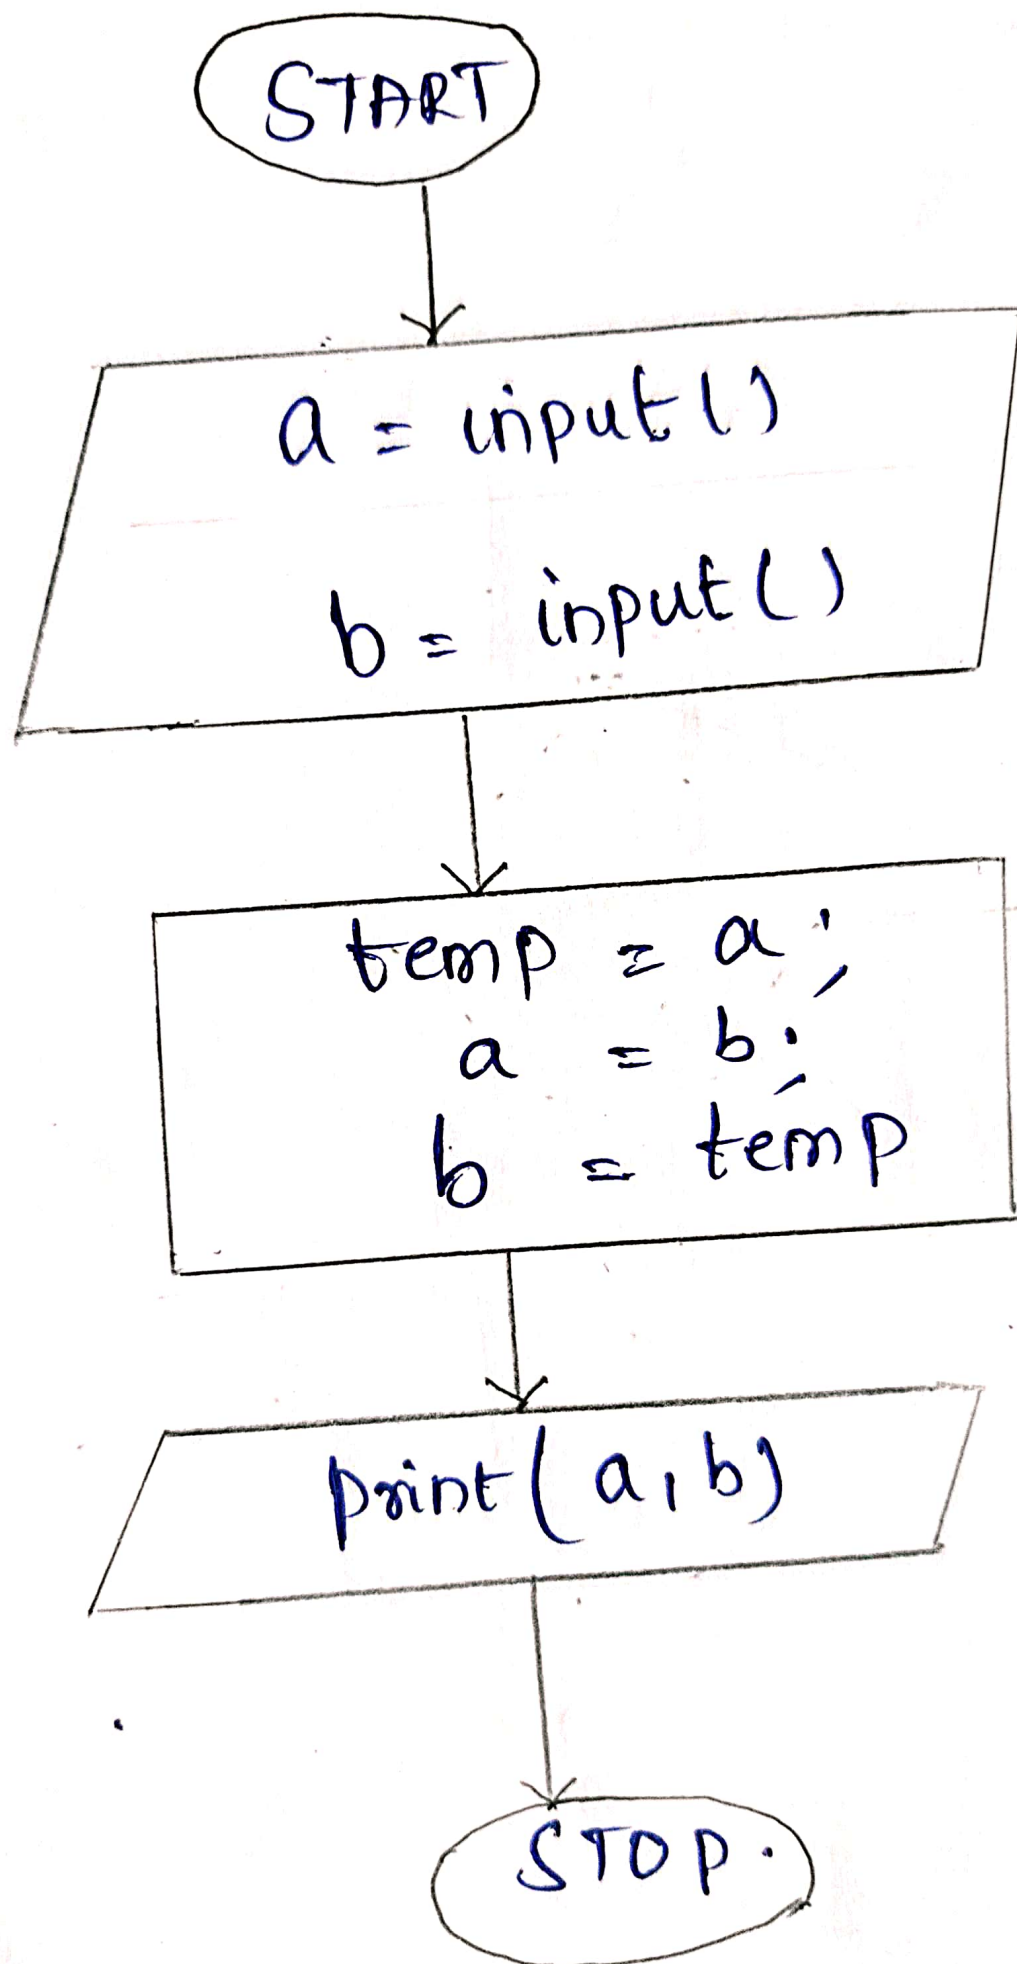 START
a = input()
b = input()
temp = a;
a = b;
b = temp
print(a,b)
STOP.